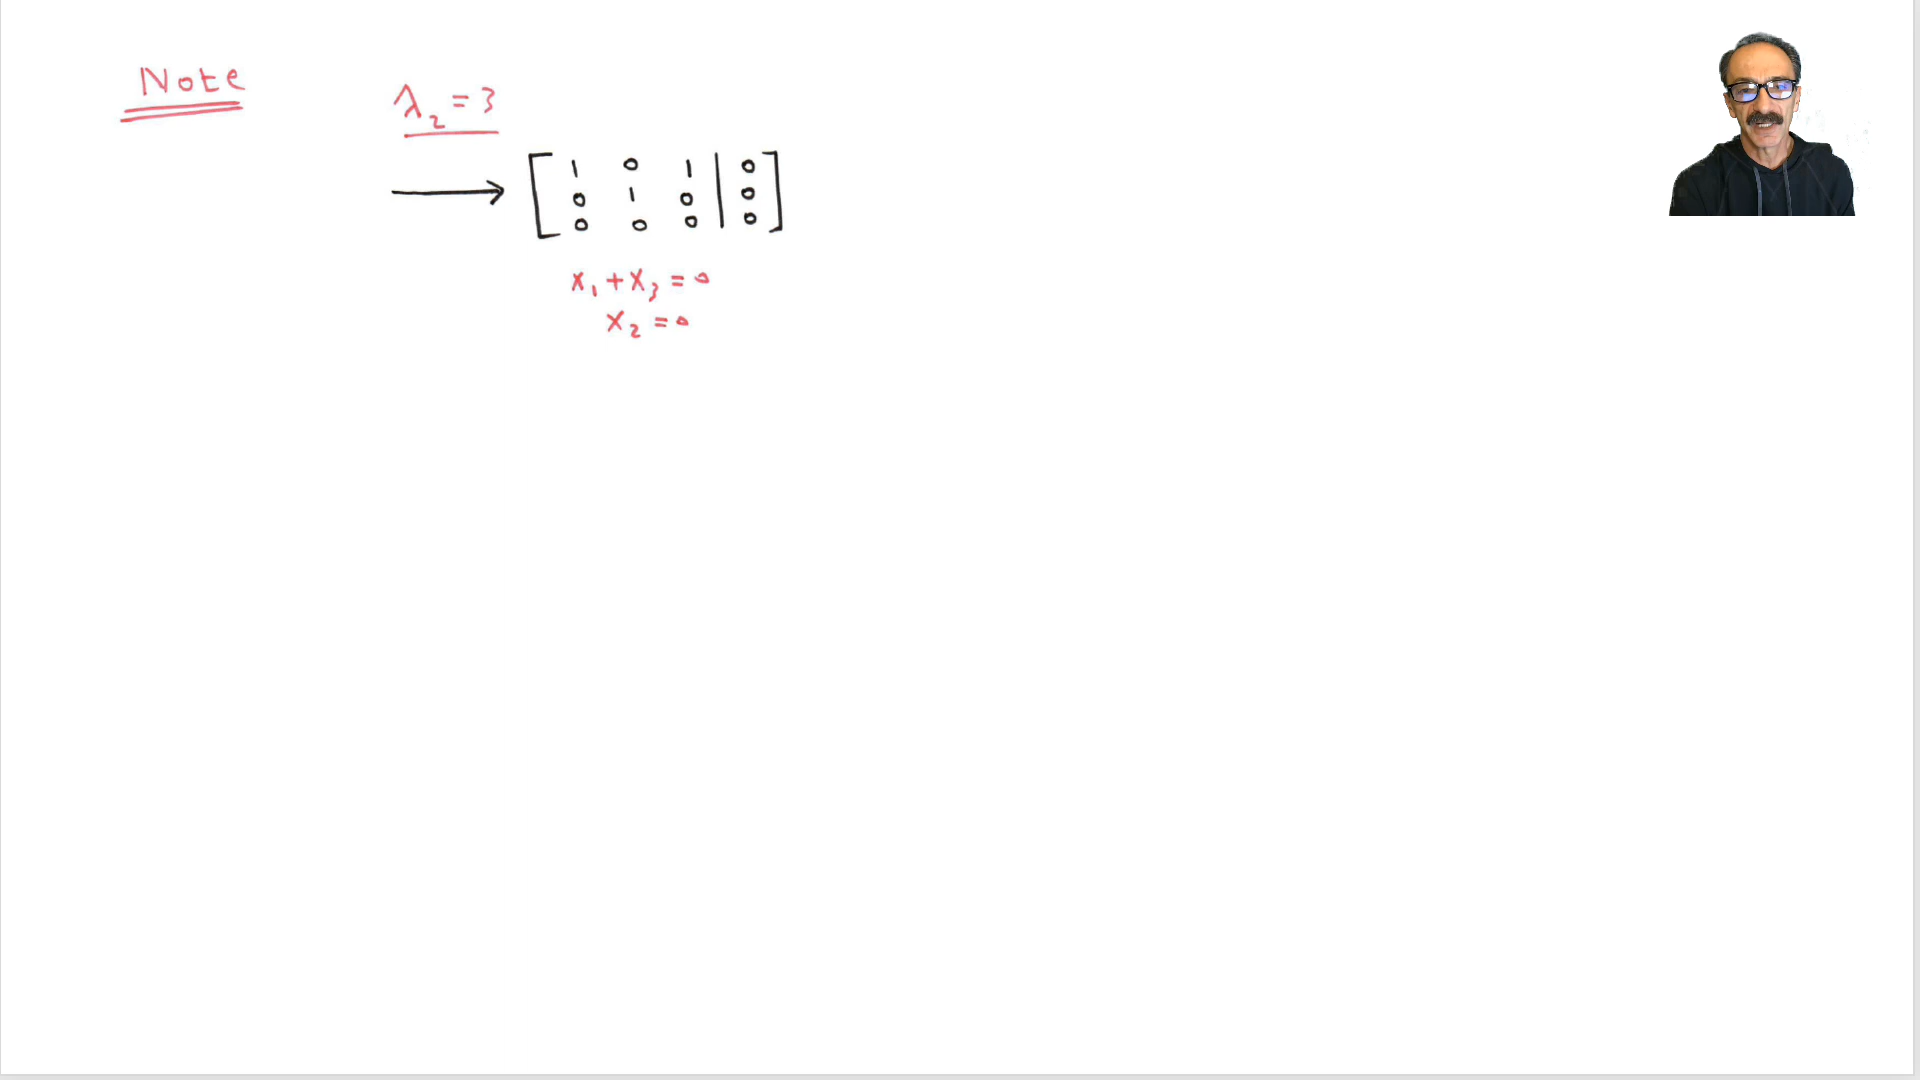 Note
λ₂ = 3
→ [ 1 0 1 | 0 ]
[ 0 1 0 | 0 ]
[ 0 0 0 | 0 ]
x₁ + x₃ = 0
x₂ = 0